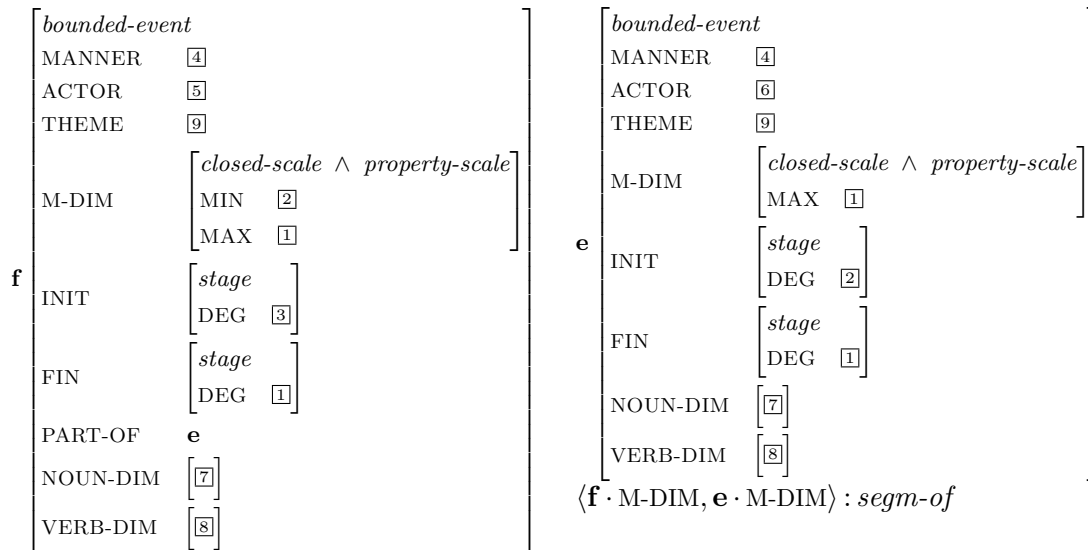 f
bounded-event
MANNER 4
ACTOR 5
THEME 9
M-DIM
closed-scale ∧ property-scale
MIN 2
MAX 1
INIT
stage
DEG 3
FIN
stage
DEG 1
PART-OF e
NOUN-DIM [7]
VERB-DIM [8]
e
bounded-event
MANNER 4
ACTOR 6
THEME 9
M-DIM
closed-scale ∧ property-scale
MAX 1
INIT
stage
DEG 2
FIN
stage
DEG 1
NOUN-DIM [7]
VERB-DIM [8]
⟨f · M-DIM, e · M-DIM⟩ : segm-of